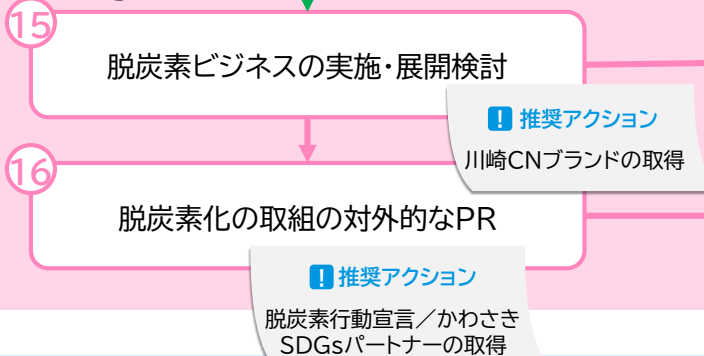 15
脱炭素ビジネスの実施・展開検討
! 推奨アクション
川崎CNブランドの取得
16
脱炭素化の取組の対外的なPR
! 推奨アクション
脱炭素行動宣言／かわさき
SDGsパートナーの取得